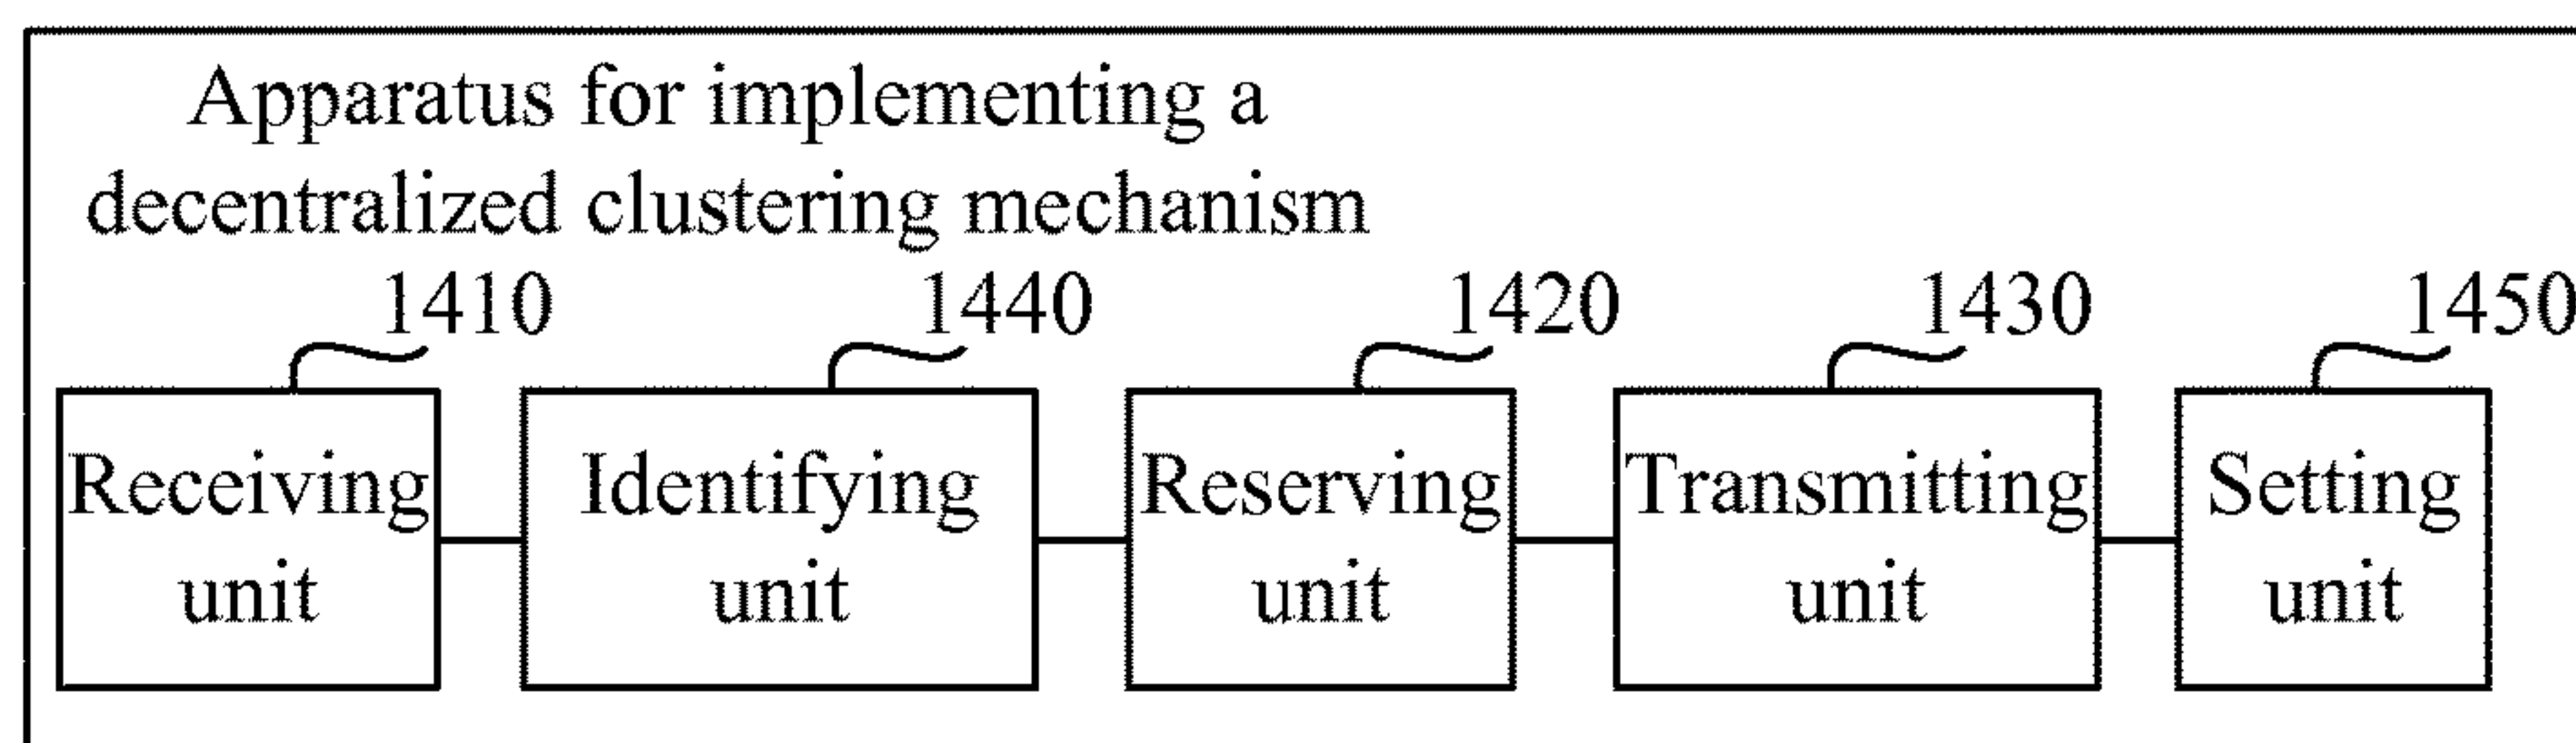 Apparatus for implementing a
decentralized clustering mechanism
1410 1440 1420 1430 1450
Receiving unit
Identifying unit
Reserving unit
Transmitting unit
Setting unit